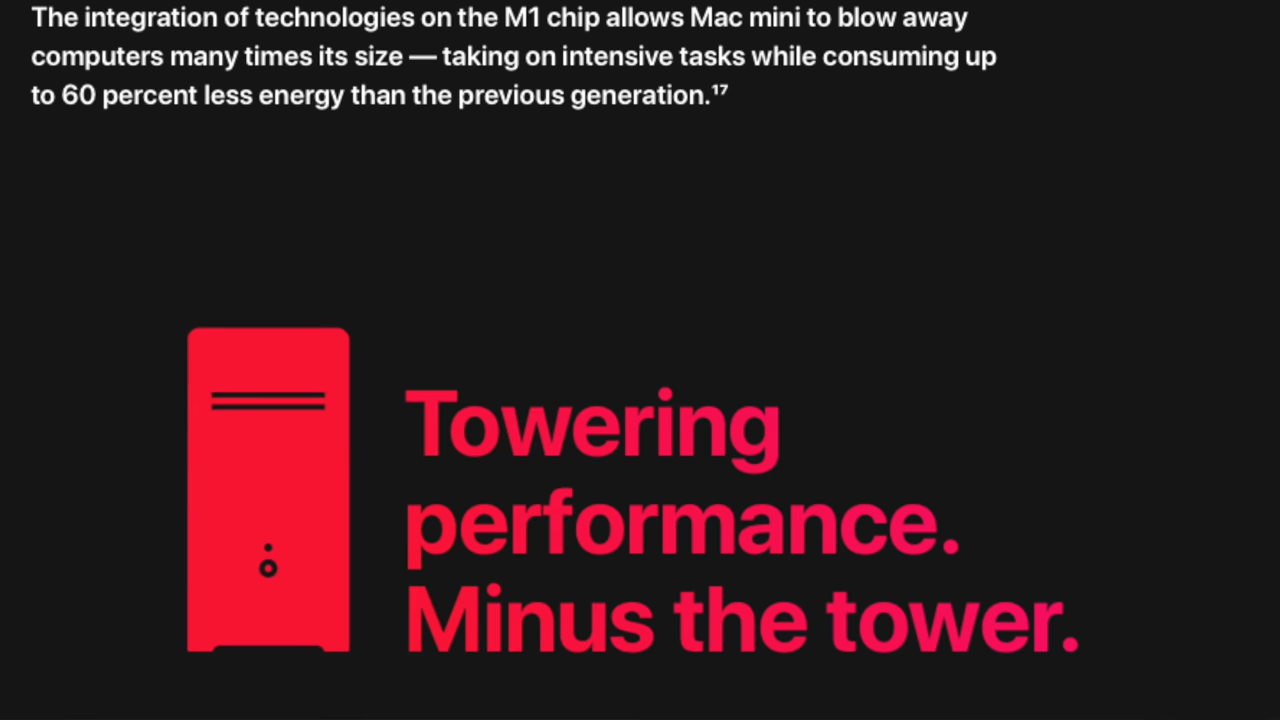 The integration of technologies on the M1 chip allows Mac mini to blow away
computers many times its size — taking on intensive tasks while consuming up
to 60 percent less energy than the previous generation.¹⁷
Towering
performance.
Minus the tower.